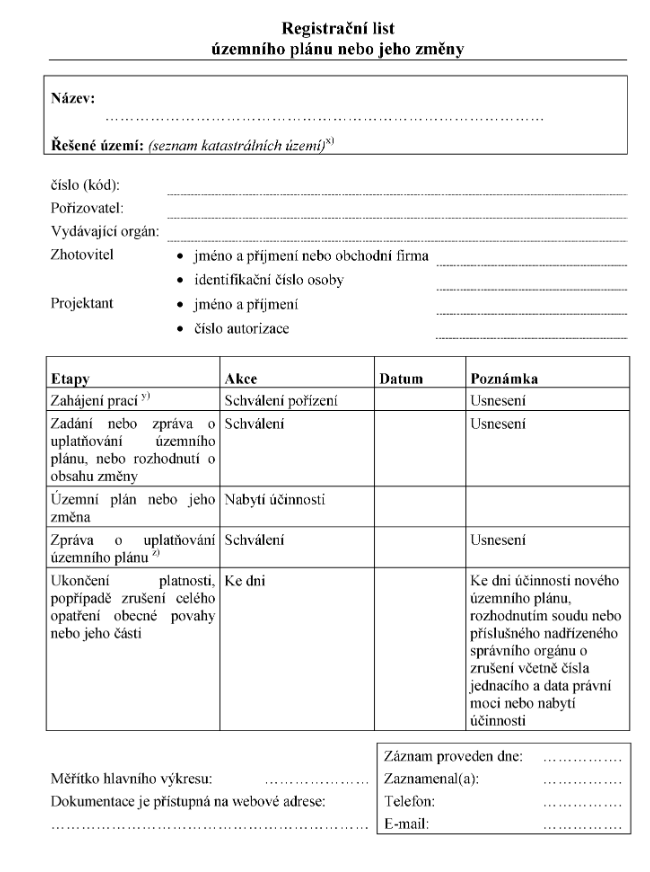 Registrační list
územního plánu nebo jeho změny
Název:
………………………………………………………………………
Řešené území: (seznam katastrálních území)x)
číslo (kód):
Pořizovatel:
Vydávající orgán:
Zhotovitel • jméno a příjmení nebo obchodní firma
• identifikační číslo osoby
Projektant • jméno a příjmení
• číslo autorizace
Etapy Akce Datum Poznámka
Zahájení prací y) Schválení pořízení Usnesení
Zadání nebo zpráva o Schválení Usnesení
uplatňování územního
plánu, nebo rozhodnutí o
obsahu změny
Územní plán nebo jeho Nabytí účinnosti
změna
Zpráva o uplatňování Schválení Usnesení
územního plánu z)
Ukončení platnosti, Ke dni Ke dni účinnosti nového
popřípadě zrušení celého územního plánu,
opatření obecné povahy rozhodnutím soudu nebo
nebo jeho části příslušného nadřízeného
správního orgánu o
zrušení včetně čísla
jednacího a data právní
moci nebo nabytí
účinnosti
Záznam proveden dne: …………….
Měřítko hlavního výkresu: ………………… Zaznamenal(a): …………….
Dokumentace je přístupná na webové adrese: Telefon: …………….
……………………………………………………… E-mail: …………….